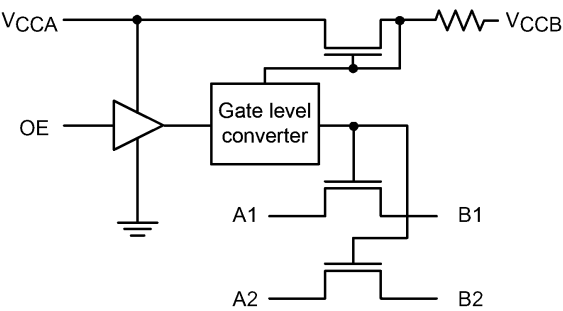 VCCA
VCCB
OE
Gate level
converter
A1
B1
A2
B2